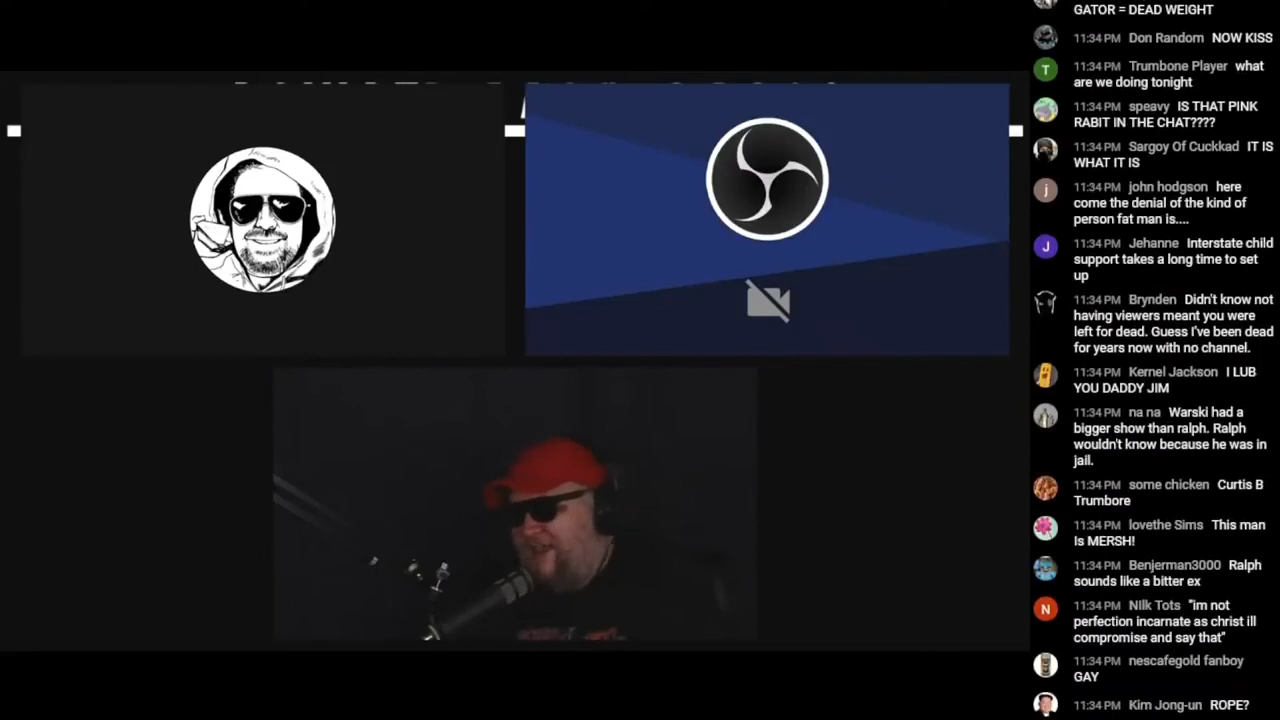 GATOR = DEAD WEIGHT
11:34 PM Don Random NOW KISS
T
11:34 PM Trumbone Player what
are we doing tonight
11:34 PM speavy IS THAT PINK
RABIT IN THE CHAT????
11:34 PM Sargoy Of Cuckkad IT IS
WHAT IT IS
j
11:34 PM john hodgson here
come the denial of the kind of
person fat man is....
J
11:34 PM Jehanne Interstate child
support takes a long time to set
up
11:34 PM Brynden Didn't know not
having viewers meant you were
left for dead. Guess I've been dead
for years now with no channel.
11:34 PM Kernel Jackson I LUB
YOU DADDY JIM
11:34 PM na na Warski had a
bigger show than ralph. Ralph
wouldn't know because he was in
jail.
11:34 PM some chicken Curtis B
Trumbore
11:34 PM lovethe Sims This man
Is MERSH!
11:34 PM Benjerman3000 Ralph
sounds like a bitter ex
N
11:34 PM NIlk Tots "im not
perfection incarnate as christ ill
compromise and say that"
11:34 PM nescafegold fanboy
GAY
11:34 PM Kim Jong-un ROPE?